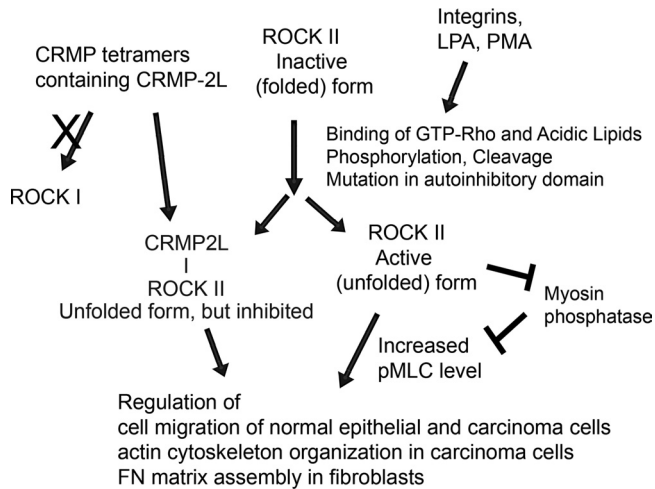 CRMP tetramers
containing CRMP-2L
ROCK II
Inactive
(folded) form
Integrins,
LPA, PMA
Binding of GTP-Rho and Acidic Lipids
Phosphorylation, Cleavage
Mutation in autoinhibitory domain
ROCK I
CRMP2L
I
ROCK II
Unfolded form, but inhibited
ROCK II
Active
(unfolded) form
Myosin
phosphatase
Increased
pMLC level
Regulation of
cell migration of normal epithelial and carcinoma cells
actin cytoskeleton organization in carcinoma cells
FN matrix assembly in fibroblasts